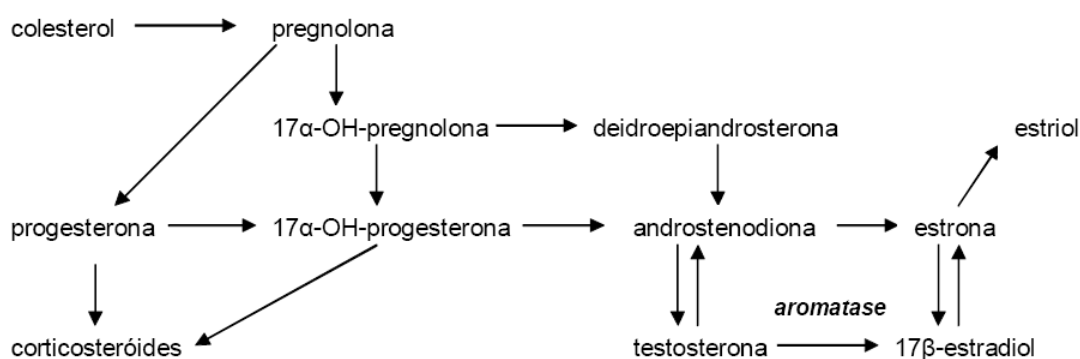 colesterol pregnolona
17α-OH-pregnolona deidroepiandrosterona estriol
progesterona 17α-OH-progesterona androstenodiona estrona
aromatase
corticosteróides testosterona 17β-estradiol